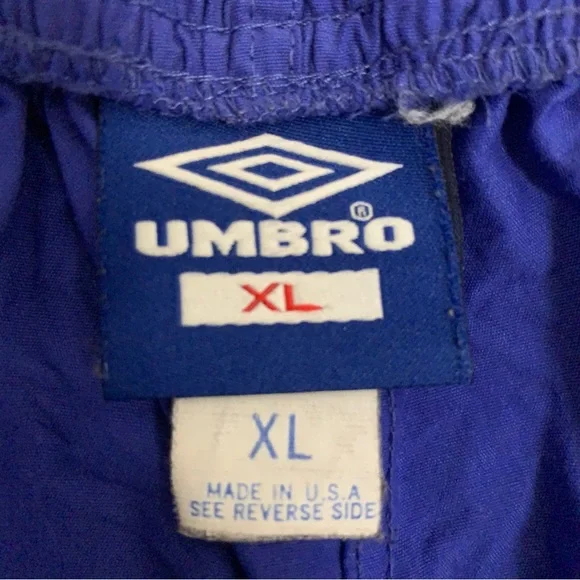 UMBRO®
XL
XL
MADE IN U.S.A
SEE REVERSE SIDE